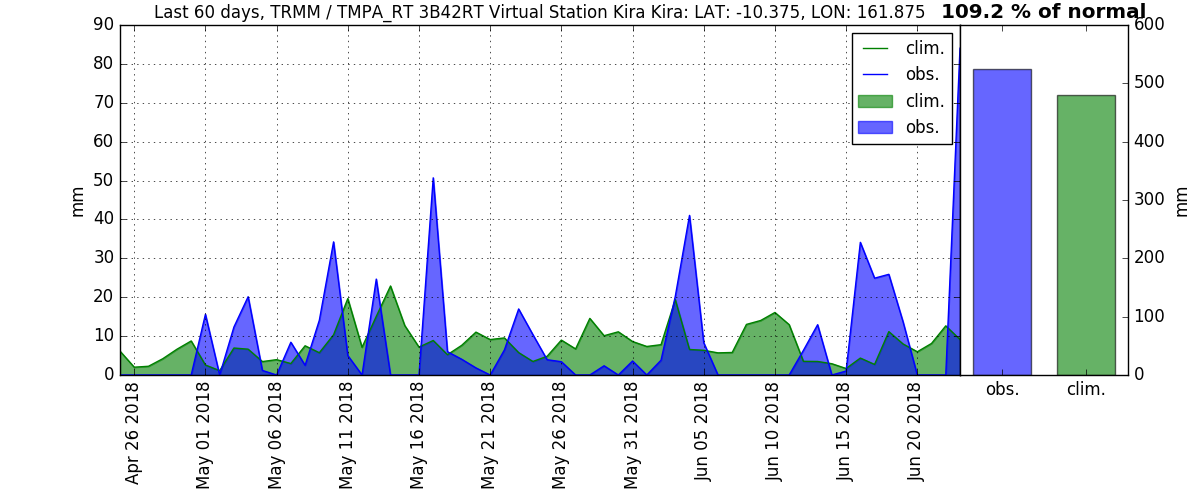 Last 60 days, TRMM / TMPA_RT 3B42RT Virtual Station Kira Kira: LAT: -10.375, LON: 161.875
109.2 % of normal
90
80
70
60
50
40
30
20
10
0
mm
clim.
obs.
clim.
obs.
600
500
400
300
200
100
0
mm
Apr 26 2018
May 01 2018
May 06 2018
May 11 2018
May 16 2018
May 21 2018
May 26 2018
May 31 2018
Jun 05 2018
Jun 10 2018
Jun 15 2018
Jun 20 2018
obs.
clim.